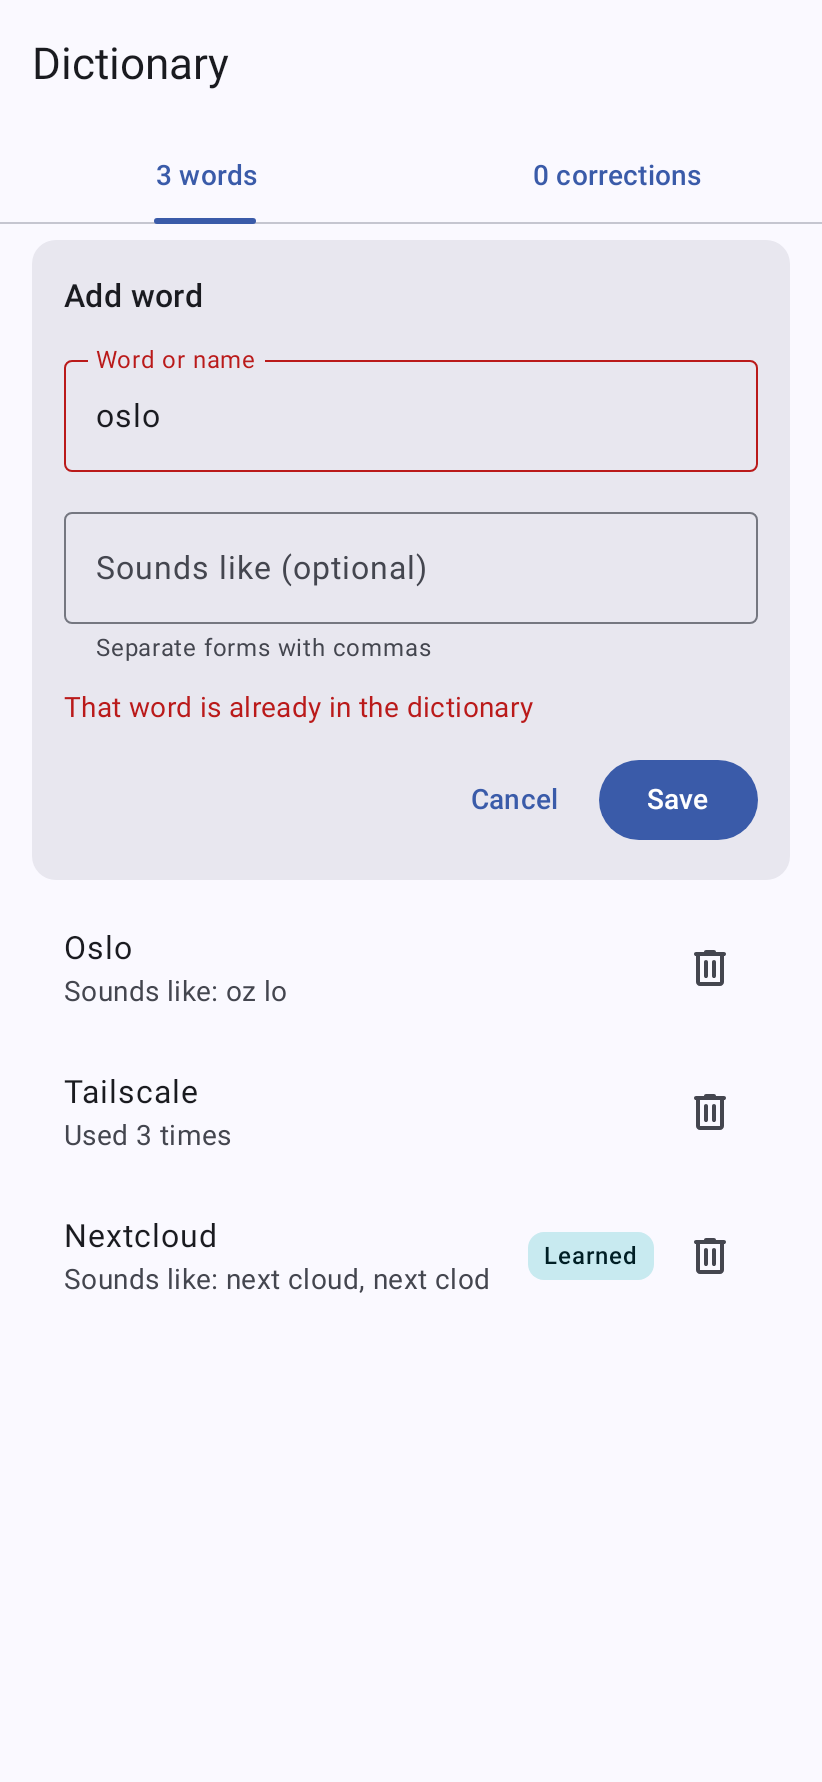 Dictionary
3 words
0 corrections
Add word
Word or name
oslo
Sounds like (optional)
Separate forms with commas
That word is already in the dictionary
Cancel
Save
Oslo
Sounds like: oz lo
Tailscale
Used 3 times
Nextcloud
Sounds like: next cloud, next clod
Learned